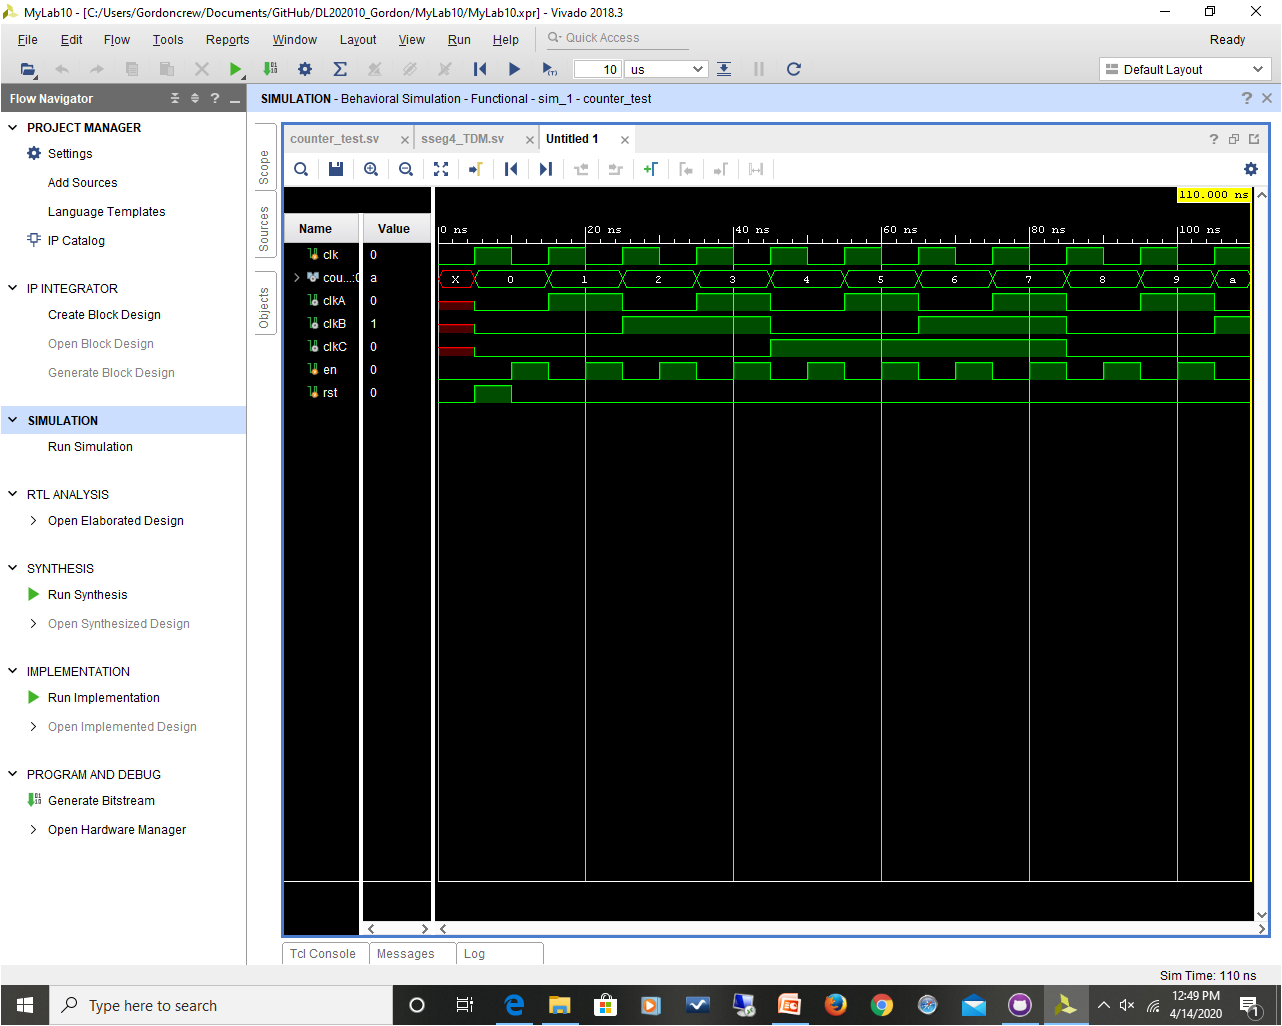 MyLab10 - [C:/Users/Gordoncrew/Documents/GitHub/DL202010_Gordon/MyLab10/MyLab10.xpr] - Vivado 2018.3
File Edit Flow Tools Reports Window Layout View Run Help Quick Access Ready
10 us Default Layout
Flow Navigator
SIMULATION - Behavioral Simulation - Functional - sim_1 - counter_test
PROJECT MANAGER
Settings
Add Sources
Language Templates
IP Catalog
IP INTEGRATOR
Create Block Design
Open Block Design
Generate Block Design
SIMULATION
Run Simulation
RTL ANALYSIS
Open Elaborated Design
SYNTHESIS
Run Synthesis
Open Synthesized Design
IMPLEMENTATION
Run Implementation
Open Implemented Design
PROGRAM AND DEBUG
Generate Bitstream
Open Hardware Manager
Scope
Sources
Objects
counter_test.sv sseg4_TDM.sv Untitled 1
110.000 ns
Name Value
0 ns 20 ns 40 ns 60 ns 80 ns 100 ns
clk 0
cou...:0 a X 0 1 2 3 4 5 6 7 8 9 a
clkA 0
clkB 1
clkC 0
en 0
rst 0
Tcl Console Messages Log
Sim Time: 110 ns
Type here to search
12:49 PM
4/14/2020
1